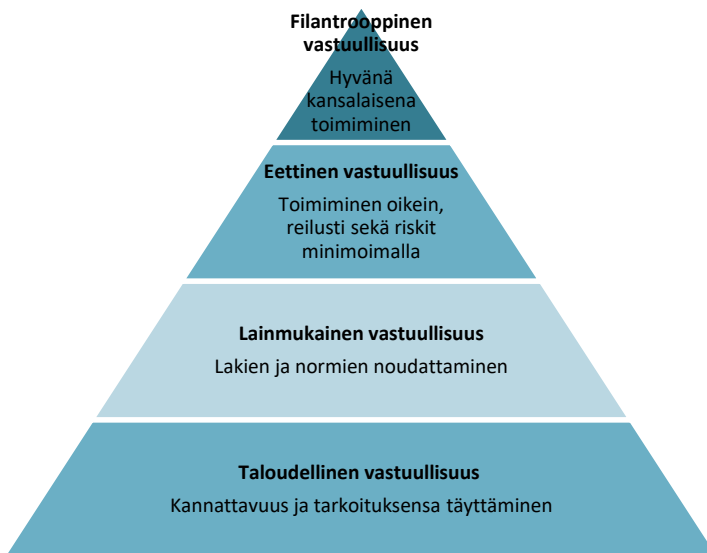 Filantrooppinen
vastuullisuus
Hyvänä
kansalaisena
toimiminen
Eettinen vastuullisuus
Toimiminen oikein,
reilusti sekä riskit
minimoimalla
Lainmukainen vastuullisuus
Lakien ja normien noudattaminen
Taloudellinen vastuullisuus
Kannattavuus ja tarkoituksensa täyttäminen